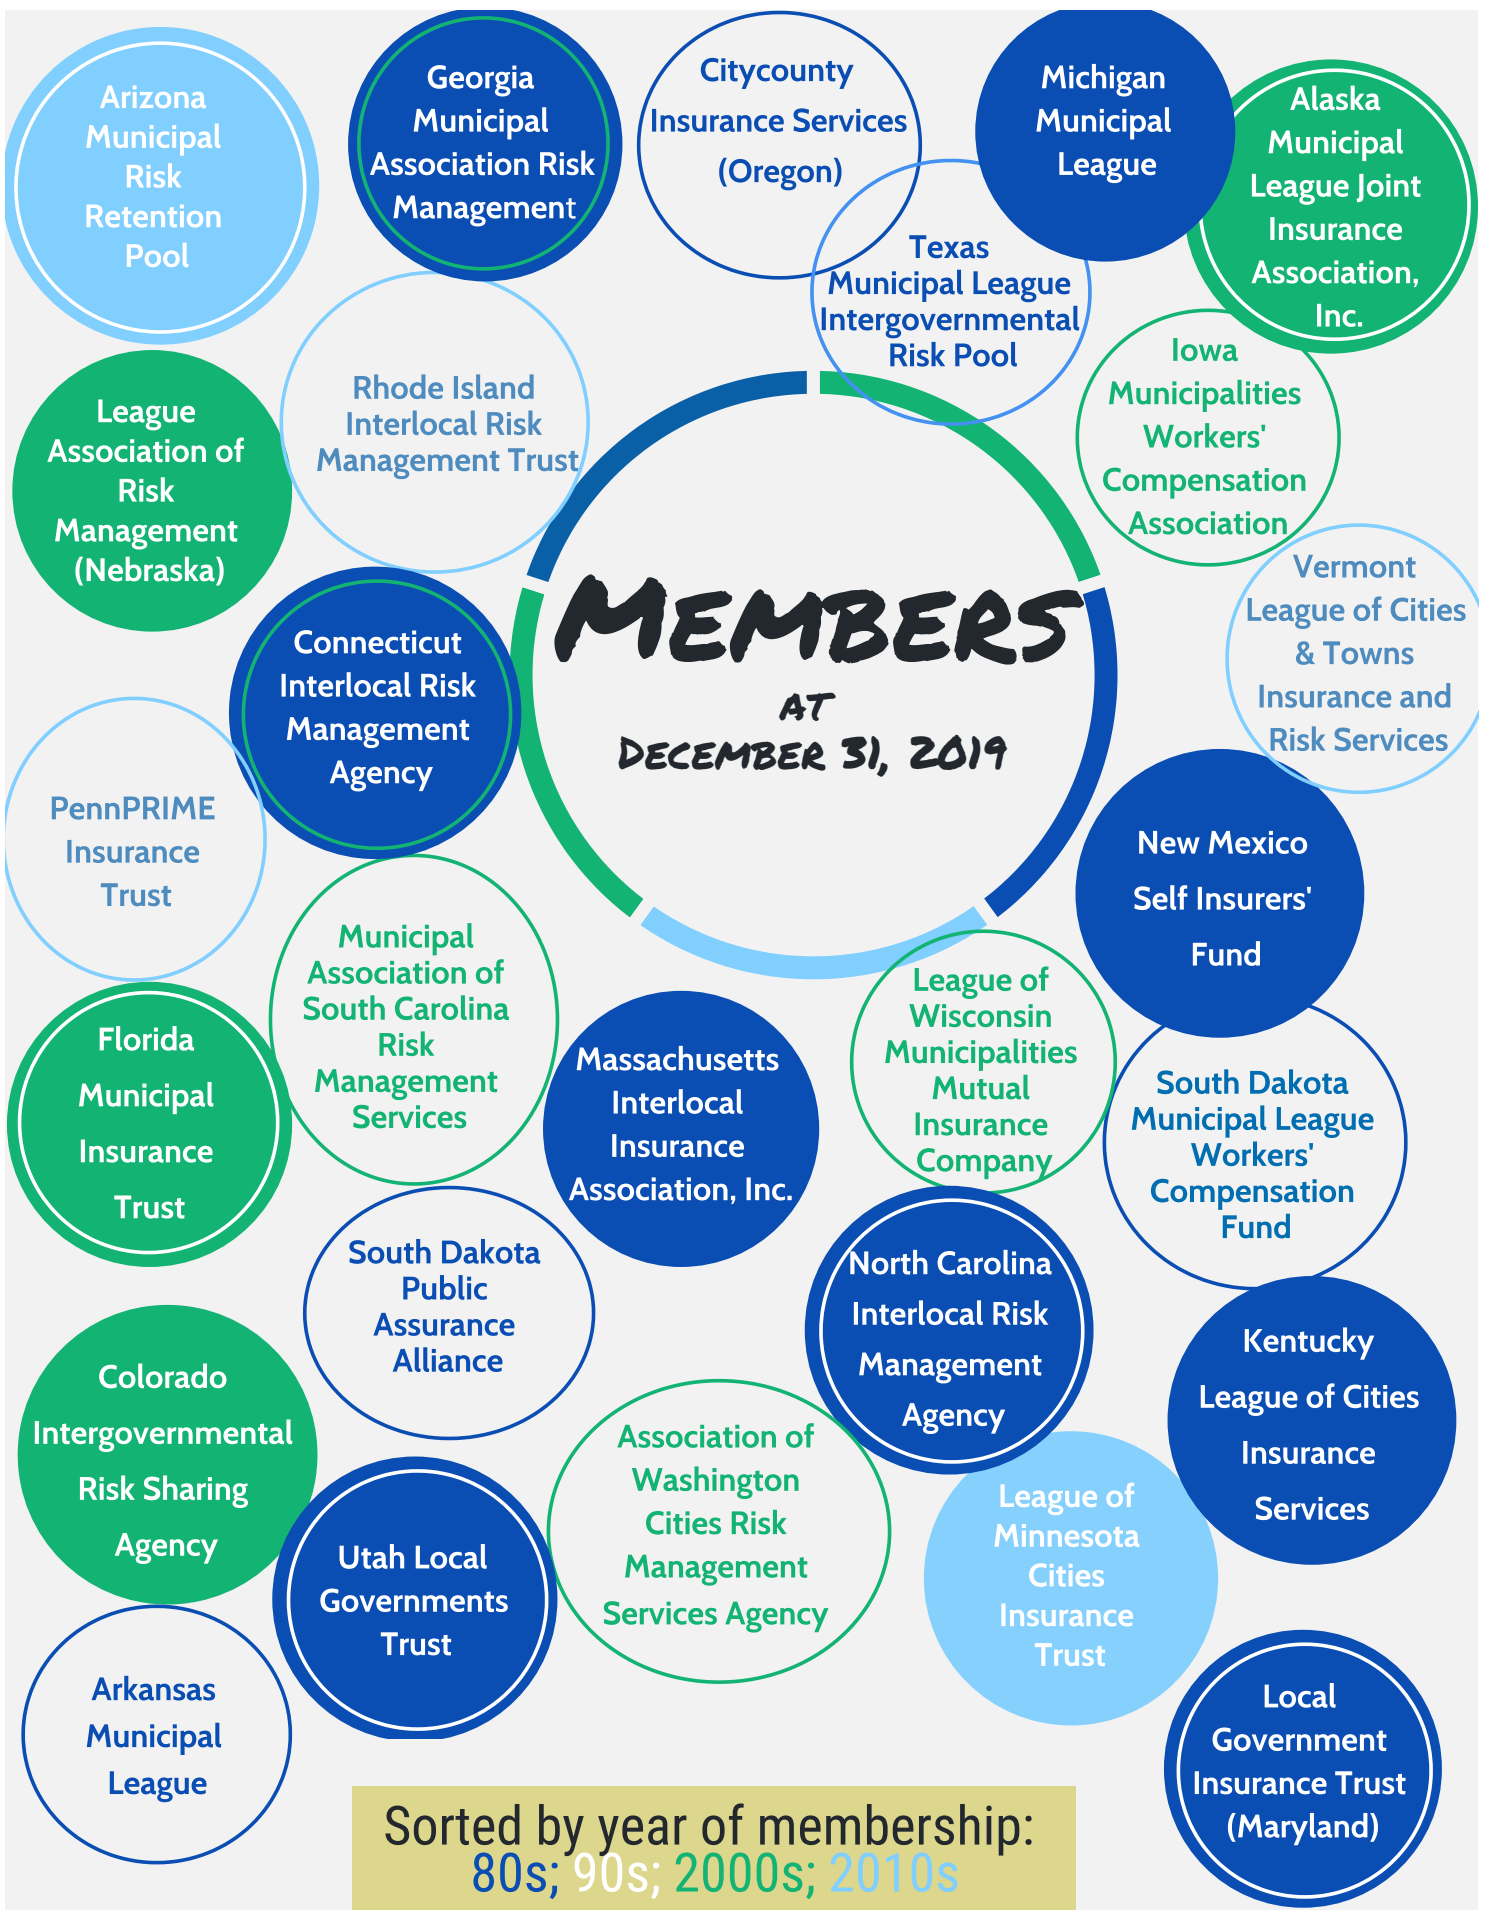 Arizona
Municipal
Risk
Retention
Pool
Georgia
Municipal
Association Risk
Management
Citycounty
Insurance Services
(Oregon)
Michigan
Municipal
League
Alaska
Municipal
League Joint
Insurance
Association,
Inc.
Texas
Municipal League
Intergovernmental
Risk Pool
Rhode Island
Interlocal Risk
Management Trust
Iowa
Municipalities
Workers'
Compensation
Association
League
Association of
Risk
Management
(Nebraska)
Vermont
League of Cities
& Towns
Insurance and
Risk Services
Members
at
December 31, 2019
Connecticut
Interlocal Risk
Management
Agency
PennPRIME
Insurance
Trust
New Mexico
Self Insurers'
Fund
Municipal
Association of
South Carolina
Risk
Management
Services
League of
Wisconsin
Municipalities
Mutual
Insurance
Company
Florida
Municipal
Insurance
Trust
Massachusetts
Interlocal
Insurance
Association, Inc.
South Dakota
Municipal League
Workers'
Compensation
Fund
South Dakota
Public
Assurance
Alliance
North Carolina
Interlocal Risk
Management
Agency
Kentucky
League of Cities
Insurance
Services
Colorado
Intergovernmental
Risk Sharing
Agency
Association of
Washington
Cities Risk
Management
Services Agency
League of
Minnesota
Cities
Insurance
Trust
Utah Local
Governments
Trust
Arkansas
Municipal
League
Local
Government
Insurance Trust
(Maryland)
Sorted by year of membership:
80s; 90s; 2000s; 2010s